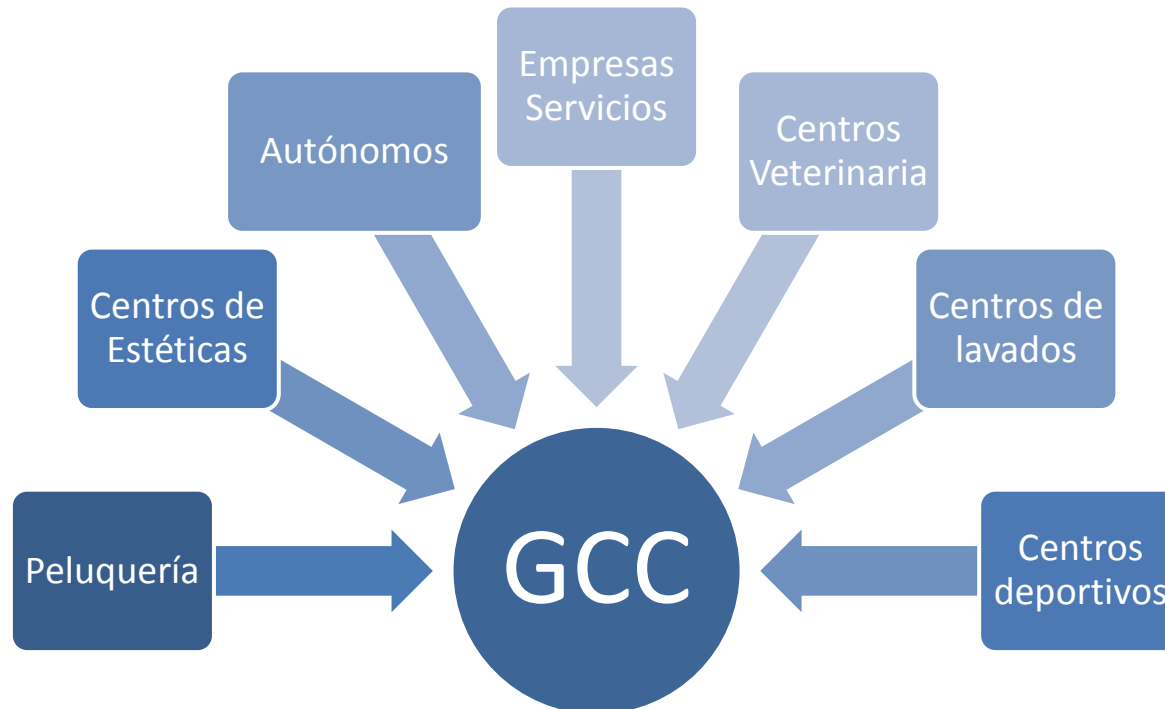 Empresas
Servicios
Autónomos
Centros
Veterinaria
Centros de
Estéticas
Centros de
lavados
GCC
Peluquería
Centros
deportivos